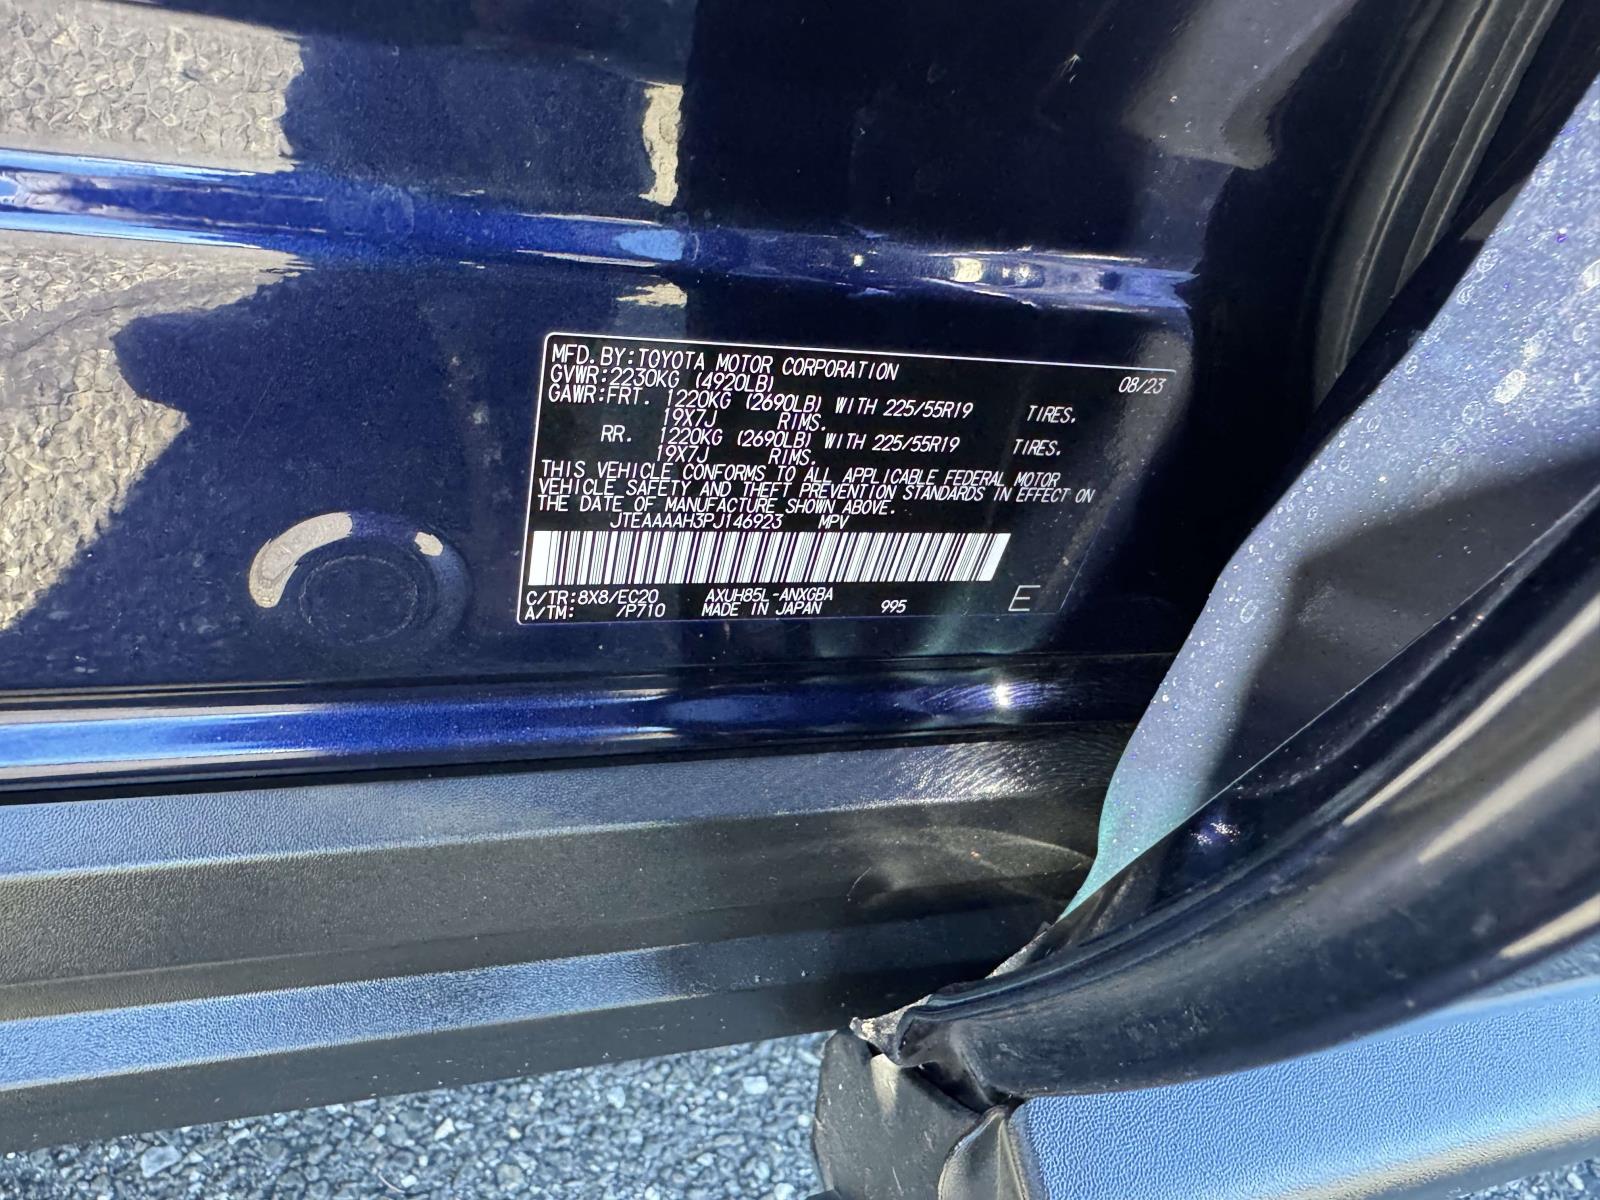 MFD. BY: TOYOTA MOTOR CORPORATION 08/23
GVWR: 2230KG (4920LB)
GAWR: FRT. 1220KG (2690LB) WITH 225/55R19 TIRES.
19X7J RIMS.
RR. 1220KG (2690LB) WITH 225/55R19 TIRES.
19X7J RIMS.
THIS VEHICLE CONFORMS TO ALL APPLICABLE FEDERAL MOTOR
VEHICLE SAFETY AND THEFT PREVENTION STANDARDS IN EFFECT ON
THE DATE OF MANUFACTURE SHOWN ABOVE.
JTEAAAAH3PJ146923 MPV
C/TR: 8X8/EC20 AXUH85L-ANXGBA
A/TM: /P710 MADE IN JAPAN 995 E